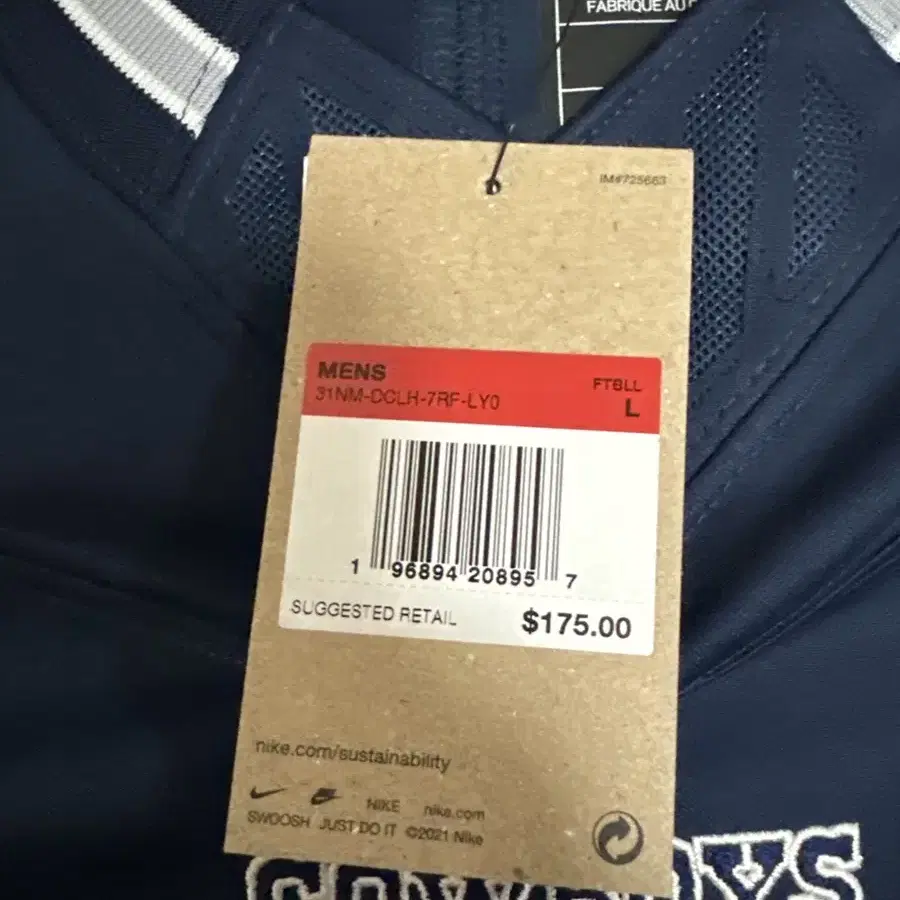 FABRIQUE AU
IM#725663
MENS
31NM-DCLH-7RF-LY0
FTBLL
L
1 96894 20895 7
SUGGESTED RETAIL
$175.00
nike.com/sustainability
NIKE nike.com
SWOOSH JUST DO IT ©2021 Nike
COWBOYS